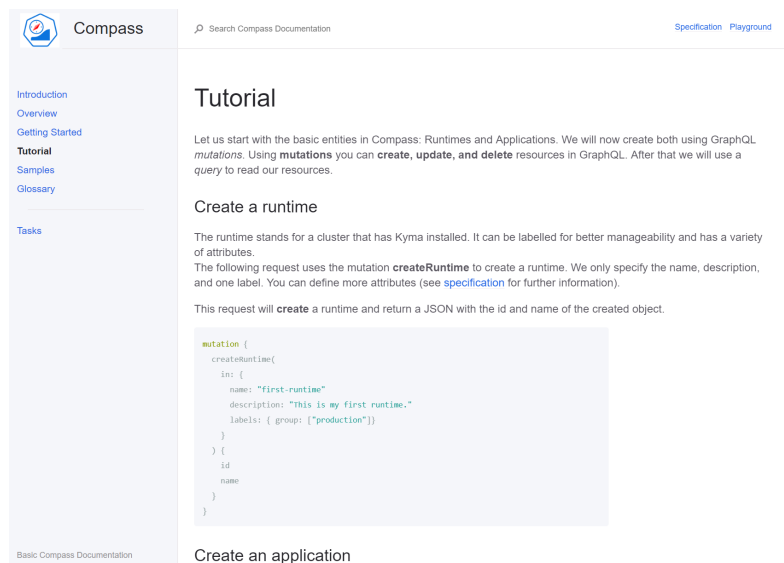 Compass
Search Compass Documentation
Specification Playground
Introduction
Overview
Getting Started
Tutorial
Samples
Glossary
Tasks
Basic Compass Documentation
Tutorial
Let us start with the basic entities in Compass: Runtimes and Applications. We will now create both using GraphQL
mutations. Using mutations you can create, update, and delete resources in GraphQL. After that we will use a
query to read our resources.
Create a runtime
The runtime stands for a cluster that has Kyma installed. It can be labelled for better manageability and has a variety
of attributes.
The following request uses the mutation createRuntime to create a runtime. We only specify the name, description,
and one label. You can define more attributes (see specification for further information).
This request will create a runtime and return a JSON with the id and name of the created object.
mutation {
createRuntime(
in: {
name: "first-runtime"
description: "This is my first runtime."
labels: { group: ["production"]}
}
) {
id
name
}
}
Create an application